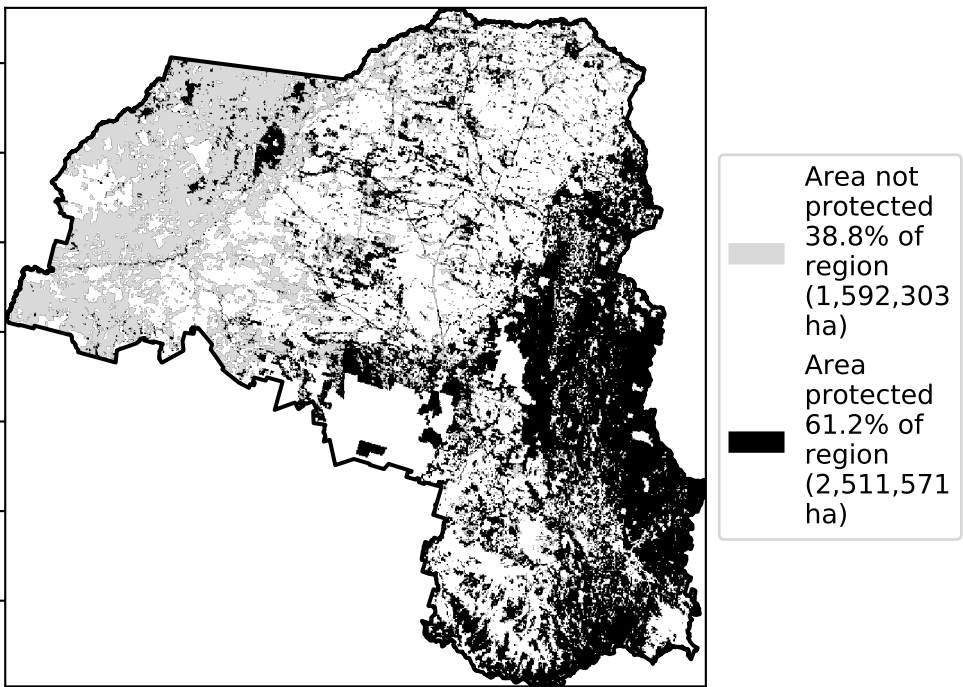 Area not
protected
38.8% of
region
(1,592,303
ha)
Area
protected
61.2% of
region
(2,511,571
ha)